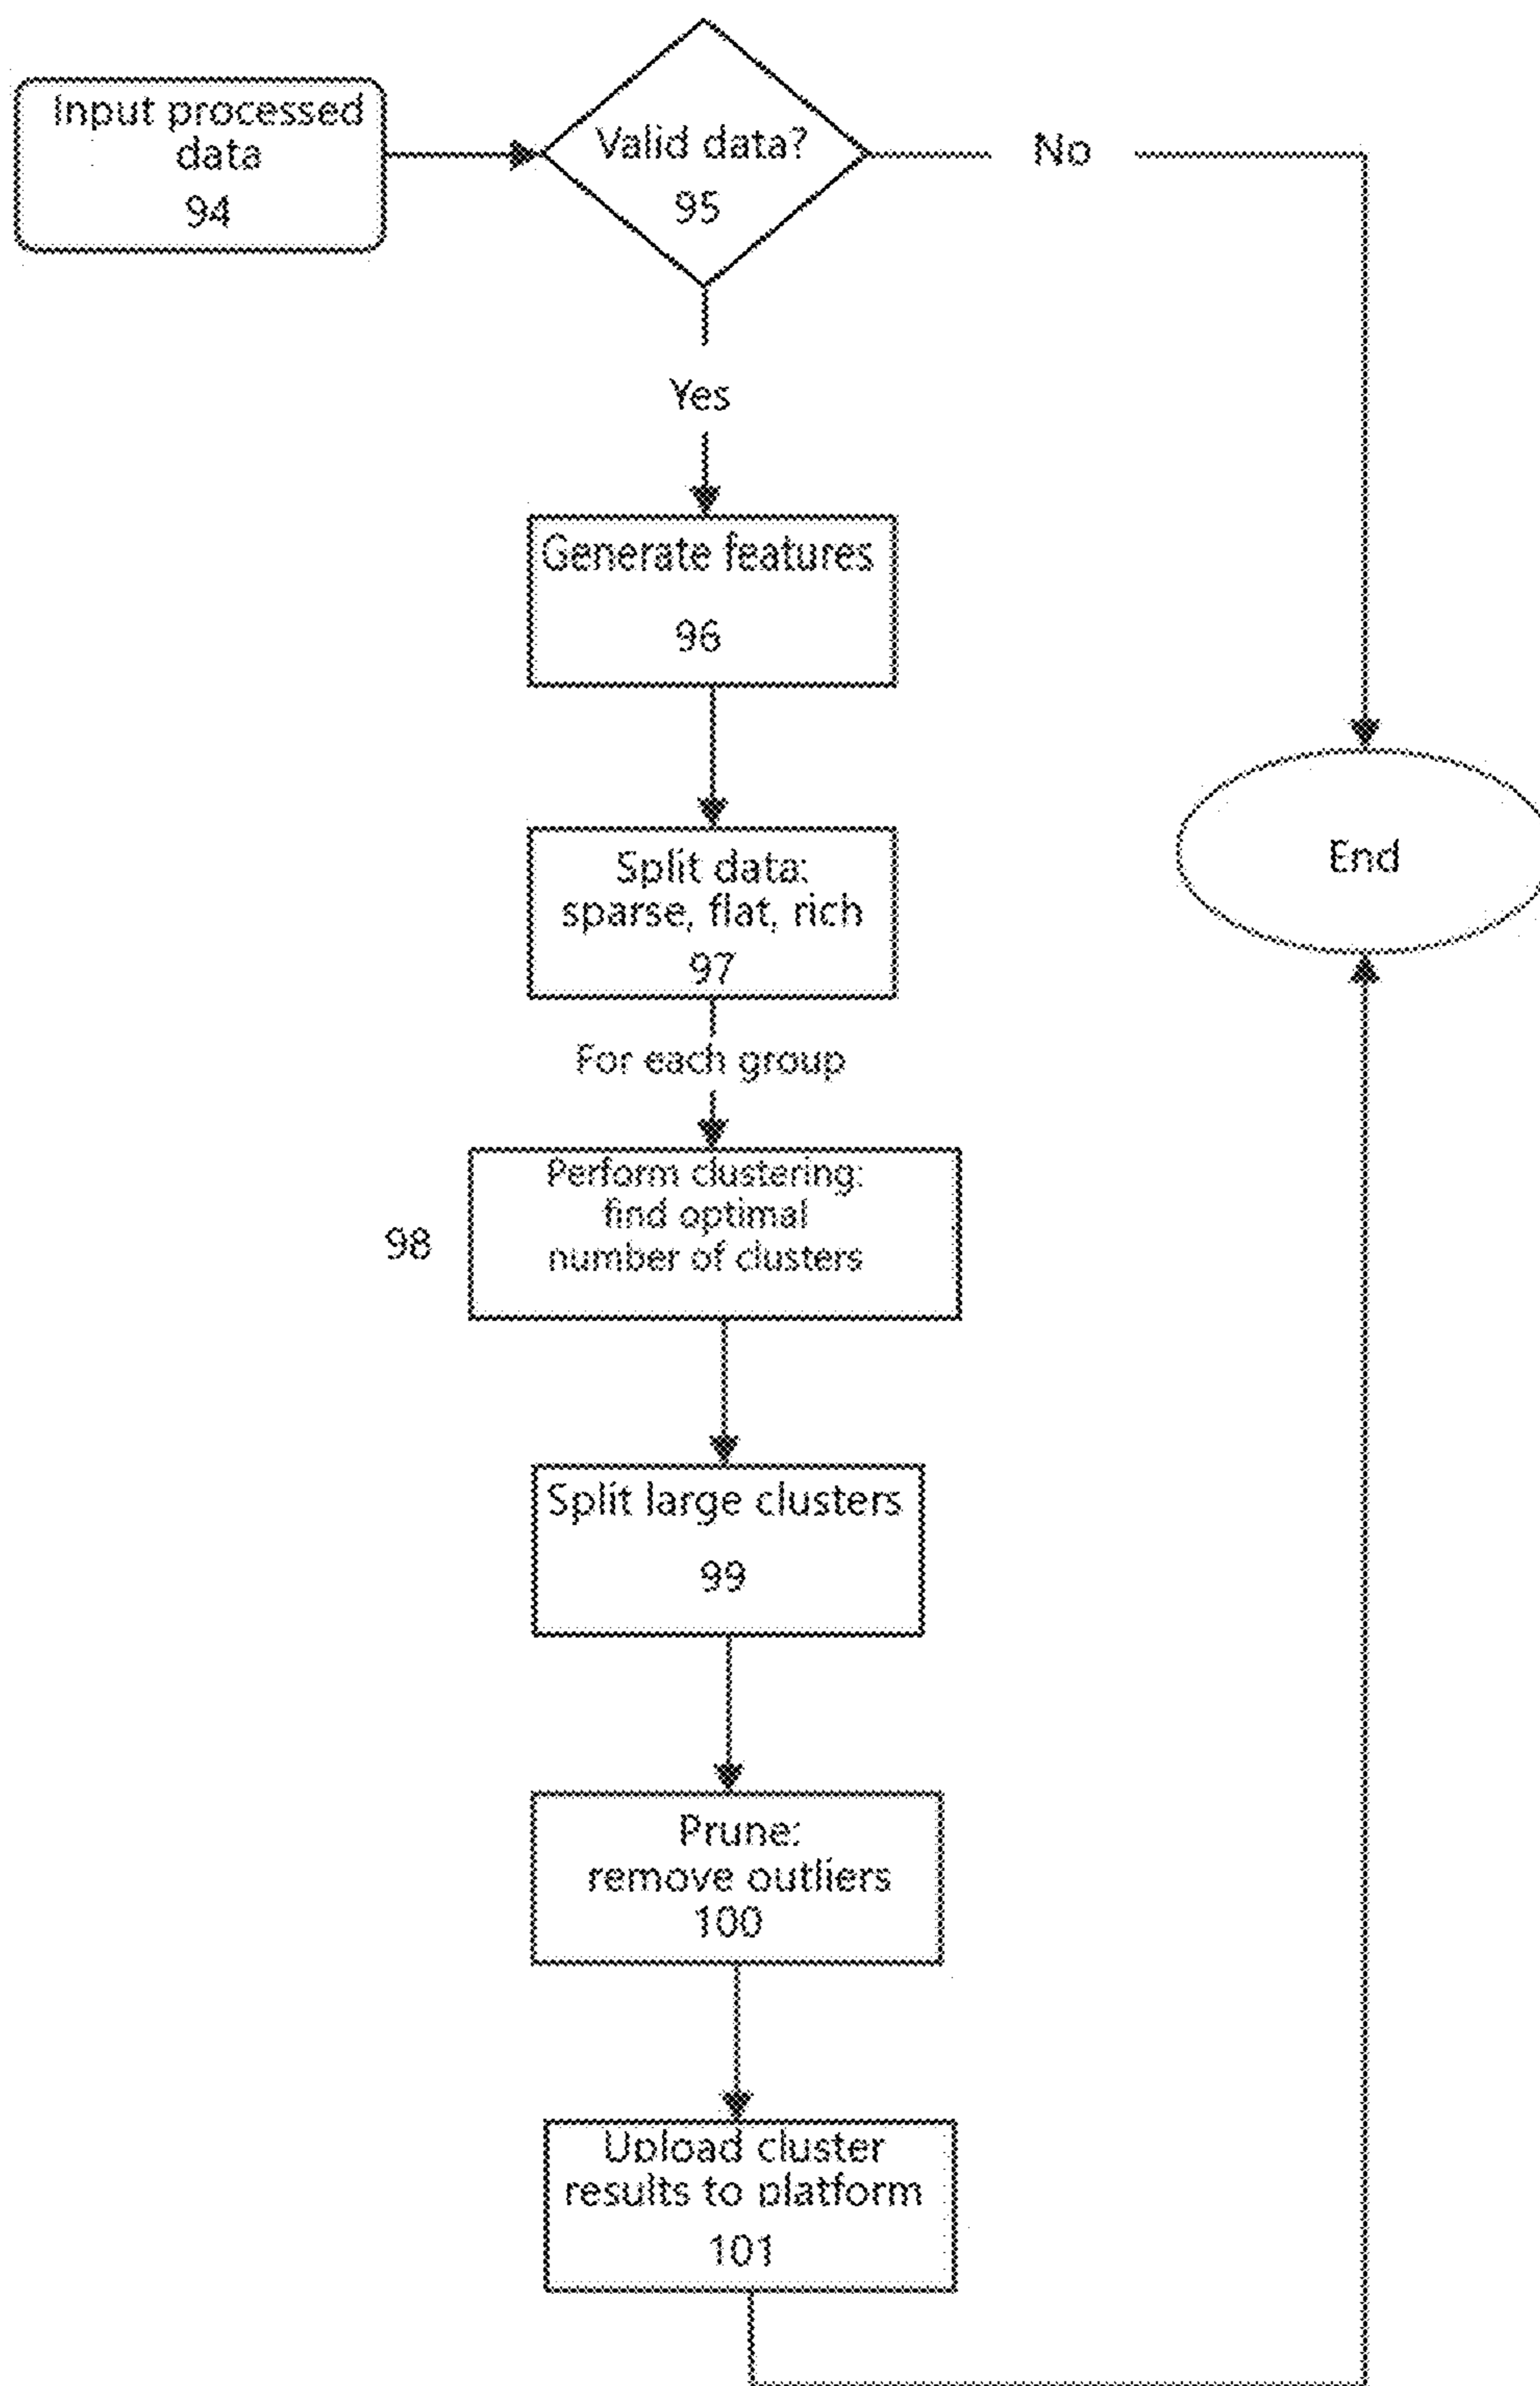 Input processed
data
94
Valid data?
95
No
Yes
Generate features
96
Split data:
sparse, flat, rich
97
End
For each group
Perform clustering:
find optimal
number of clusters
98
Split large clusters
99
Prune:
remove outliers
100
Upload cluster
results to platform
101